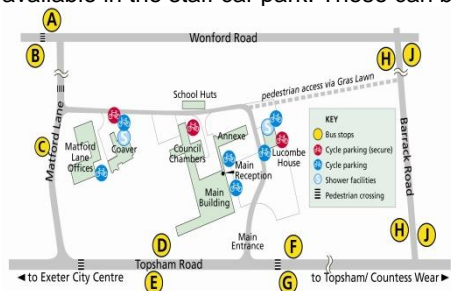 available in the staff car park. These can b
A
B
Wonford Road
H
J
School Huts
pedestrian access via Gras Lawn
Matford Lane
C
Matford
Lane
Offices
Coaver
Council
Chambers
Annexe
Main
Reception
Lucombe
House
Main
Building
Barrack Road
KEY
Bus stops
Cycle parking (secure)
Cycle parking
Shower facilities
Pedestrian crossing
Main
Entrance
H
J
D
F
Topsham Road
E
G
◄ to Exeter City Centre
to Topsham/ Countess Wear ►